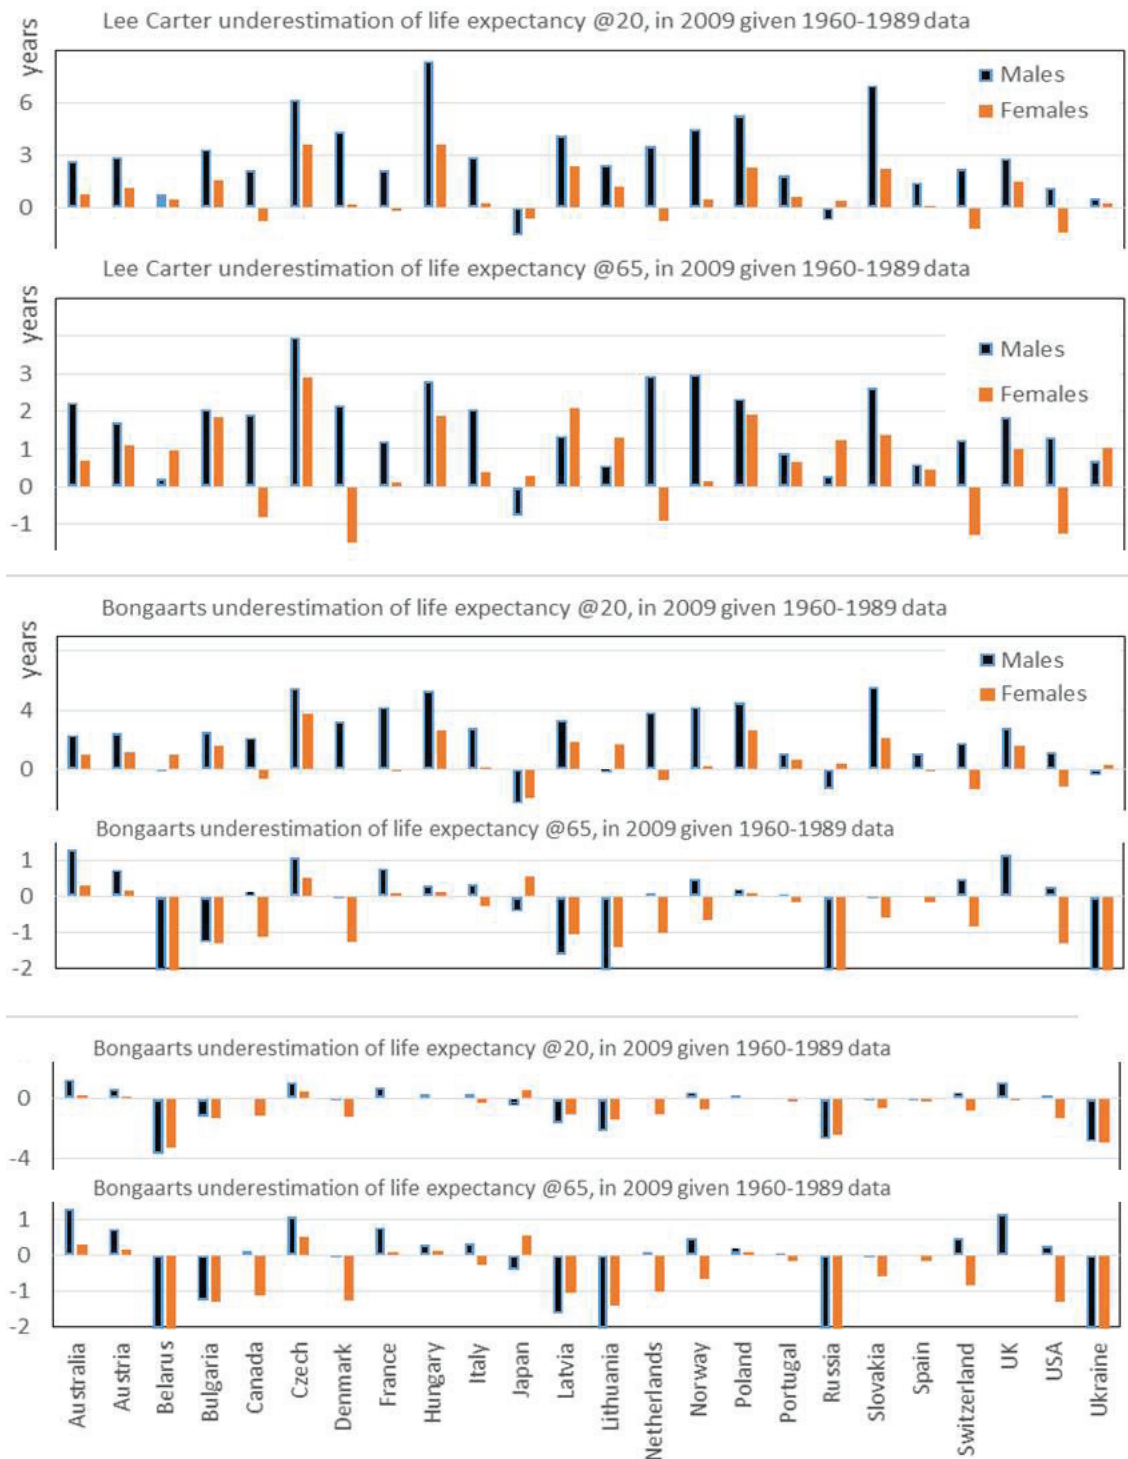 Lee Carter underestimation of life expectancy @20, in 2009 given 1960-1989 data
years
Males
6
Females
3
0
Lee Carter underestimation of life expectancy @65, in 2009 given 1960-1989 data
years
Males
3
Females
2
1
0
-1
Bongaarts underestimation of life expectancy @20, in 2009 given 1960-1989 data
years
Males
Females
4
0
Bongaarts underestimation of life expectancy @65, in 2009 given 1960-1989 data
1
0
-1
-2
Bongaarts underestimation of life expectancy @20, in 2009 given 1960-1989 data
0
-4
Bongaarts underestimation of life expectancy @65, in 2009 given 1960-1989 data
1
0
-1
-2
Australia
Austria
Belarus
Bulgaria
Canada
Czech
Denmark
France
Hungary
Italy
Japan
Latvia
Lithuania
Netherlands
Norway
Poland
Portugal
Russia
Slovakia
Spain
Switzerland
UK
USA
Ukraine